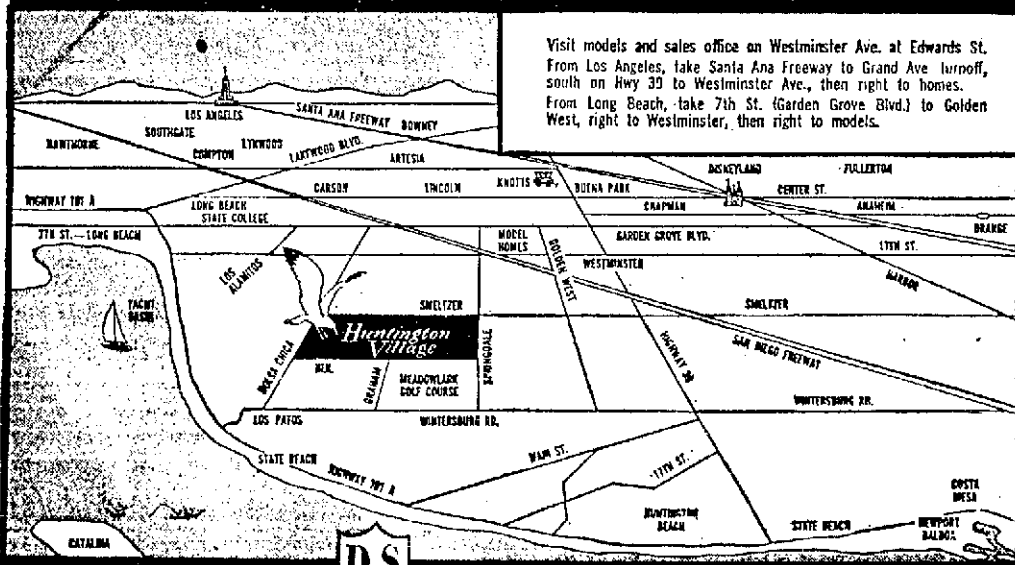 Visit models and sales office on Westminster Ave. at Edwards St.
From Los Angeles, take Santa Ana Freeway to Grand Ave turnoff,
south on Hwy 39 to Westminster Ave., then right to homes.
From Long Beach, take 7th St. (Garden Grove Blvd.) to Golden
West, right to Westminster, then right to models.
LOS ANGELES
SANTA ANA FREEWAY
DOWNEY
SOUTHGATE
HAWTHORNE
COMPTON
LYNWOOD
LAKEWOOD BLVD.
ARTESIA
DISNEYLAND
FULLERTON
CARSON
LINCOLN
KNOTTS
BUENA PARK
CENTER ST.
HIGHWAY 101 A
LONG BEACH
STATE COLLEGE
CHAPMAN
ANAHEIM
ORANGE
7TH ST. - LONG BEACH
MODEL
HOMES
GOLDEN WEST
GARDEN GROVE BLVD.
17TH ST.
LOS
ALAMITOS
WESTMINSTER
HARBOR
YACHT
BASIN
SMELTZER
SMELTZER
Huntington
Village
SPRINGDALE
HIGHWAY 39
SAN DIEGO FREEWAY
BOLSA CHICA
GRAHAM
MEADOWLARK
GOLF COURSE
LOS PATOS
WINTERSBURG RD.
WINTERSBURG RD.
STATE BEACH
HIGHWAY 101 A
MAIN ST.
17TH ST.
HUNTINGTON
BEACH
COSTA
MESA
STATE BEACH
NEWPORT
BALBOA
CATALINA
D S